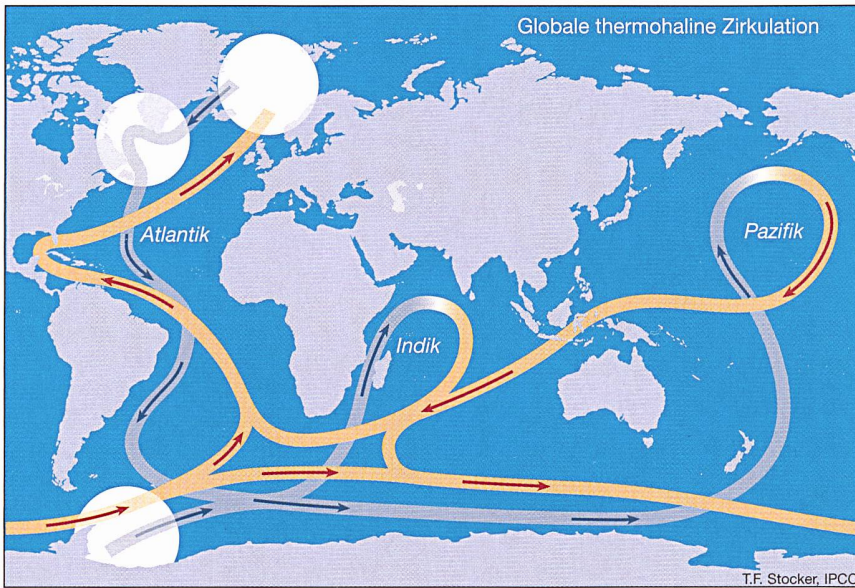 Globale thermohaline Zirkulation
Atlantik
Pazifik
Indik
T.F. Stocker, IPCC